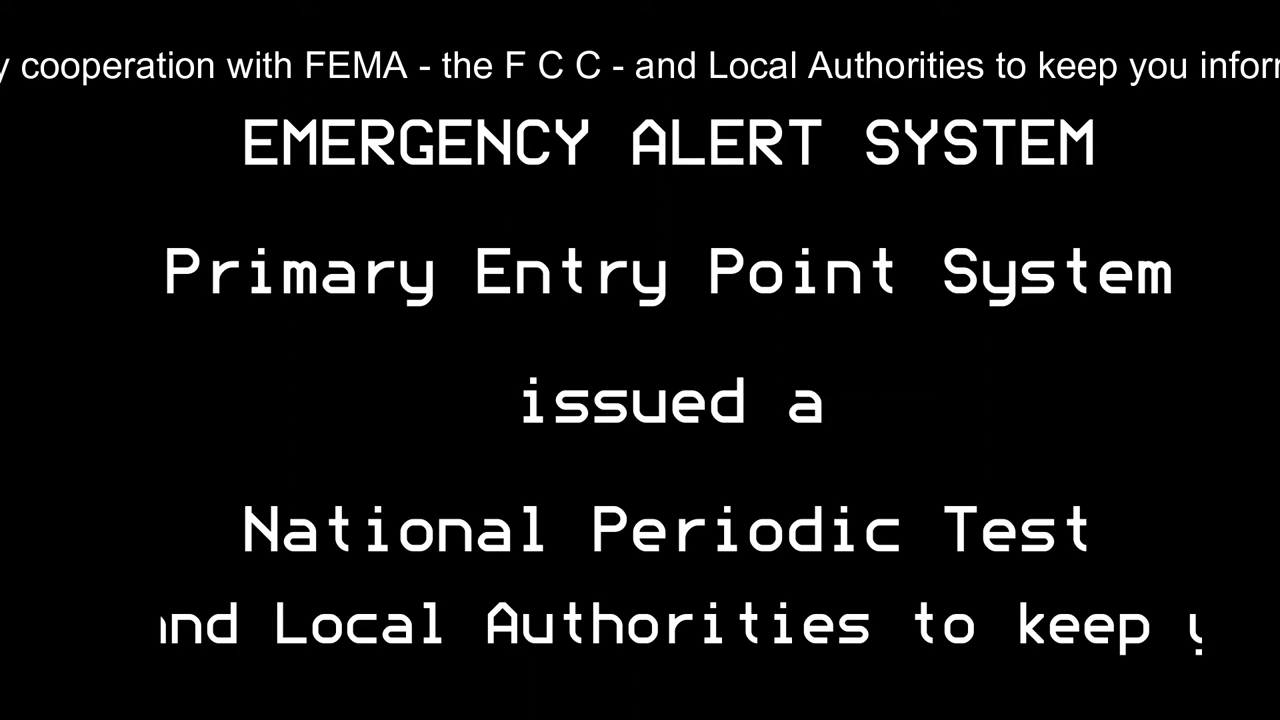 cooperation with FEMA - the F C C - and Local Authorities to keep you
EMERGENCY ALERT SYSTEM
Primary Entry Point System
issued a
National Periodic Test
Local Authorities to keep